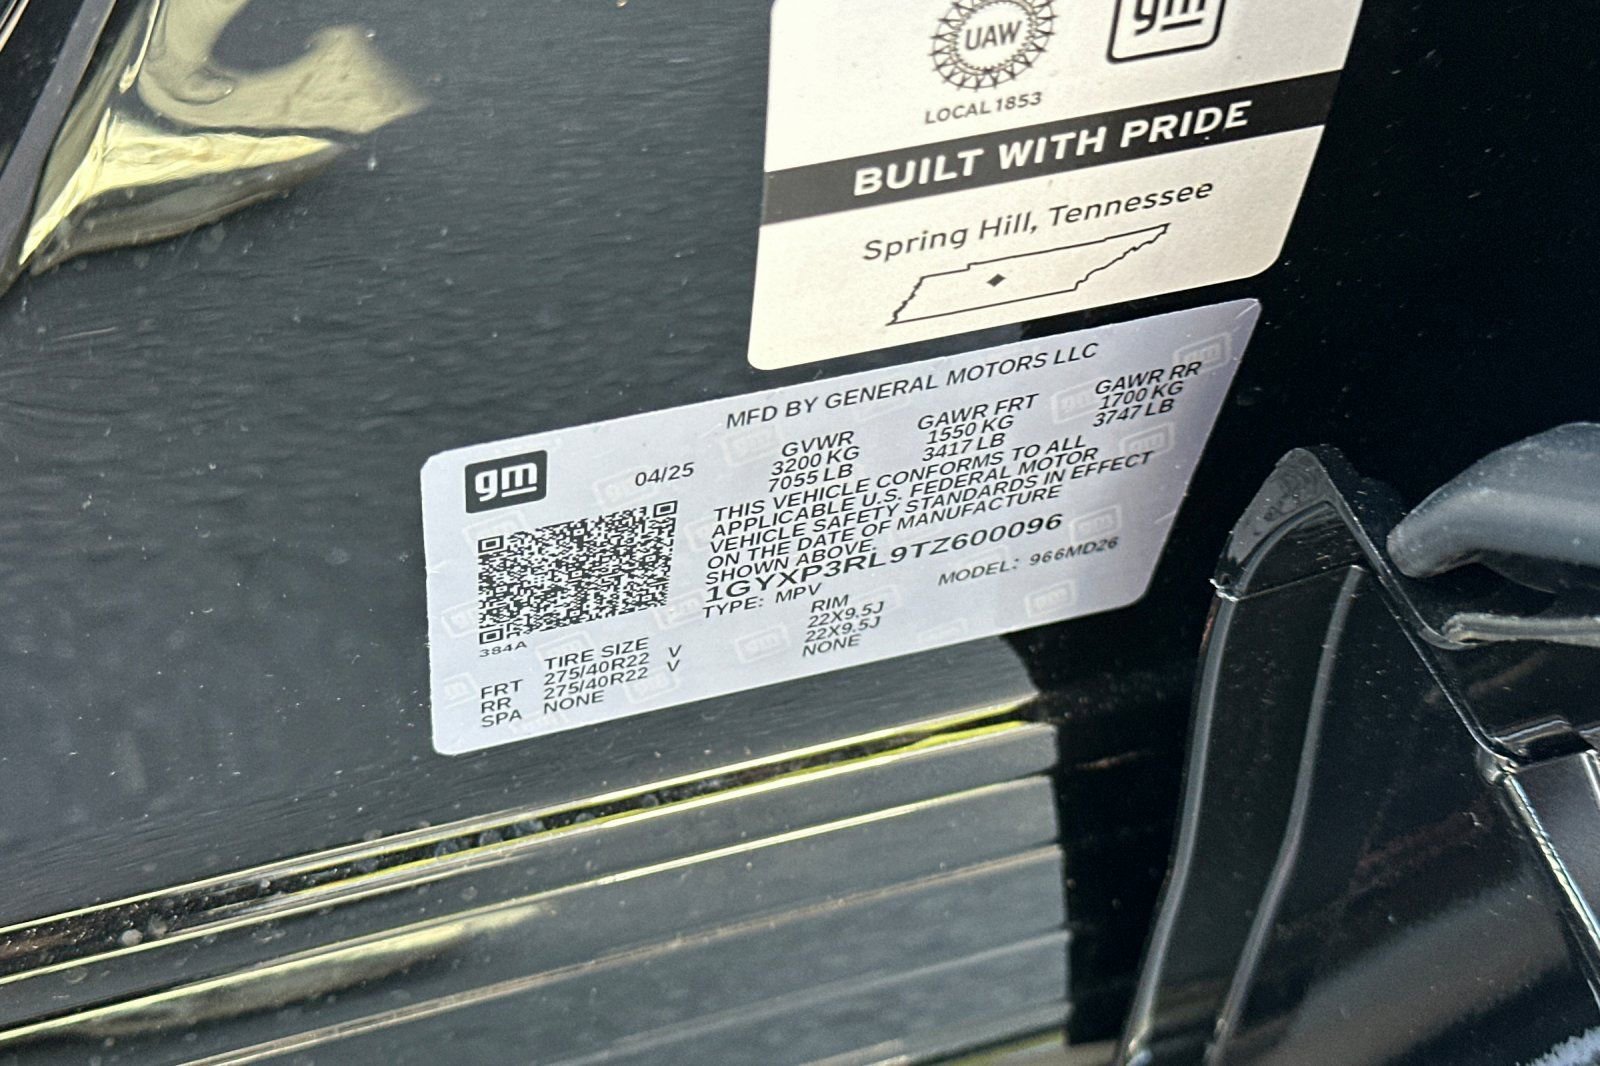 UAW
gm
LOCAL 1853
BUILT WITH PRIDE
Spring Hill, Tennessee
MFD BY GENERAL MOTORS LLC
gm
04/25
GVWR GAWR FRT GAWR RR
3200 KG 1550 KG 1700 KG
7055 LB 3417 LB 3747 LB
THIS VEHICLE CONFORMS TO ALL
APPLICABLE U.S. FEDERAL MOTOR
VEHICLE SAFETY STANDARDS IN EFFECT
ON THE DATE OF MANUFACTURE
SHOWN ABOVE
1GYXP3RL9TZ600096
TYPE: MPV MODEL: 966MD26
384A
TIRE SIZE RIM
FRT 275/40R22 V 22X9.5J
RR 275/40R22 V 22X9.5J
SPA NONE NONE